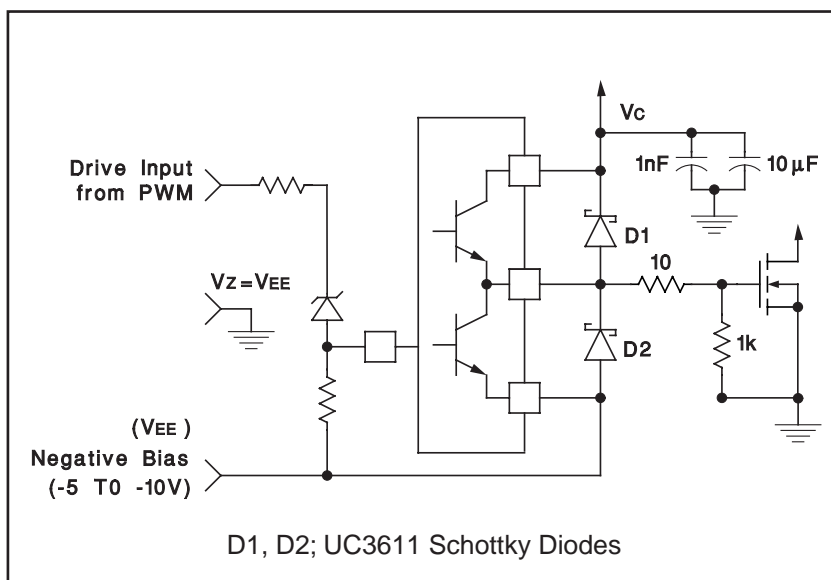 Drive Input
from PWM
Vz=VEE
(VEE)
Negative Bias
(-5 T0 -10V)
Vc
1nF
10µF
D1
10
D2
1k
D1, D2; UC3611 Schottky Diodes